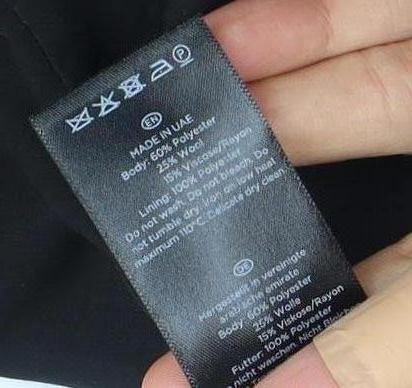 P
EN
MADE IN UAE
Body: 60% Polyester
25% Wool
15% Viscose/Rayon
Lining: 100% Polyester
Do not wash. Do not bleach. Do
not tumble dry. Iron on low heat
maximum 110°C. Delicate dry clean.
DE
Hergestellt in vereinigte
arabische emirate
Body: 60% Polyester
25% Wolle
15% Viscose/Rayon
Futter: 100% Polyester
nicht waschen. Nicht